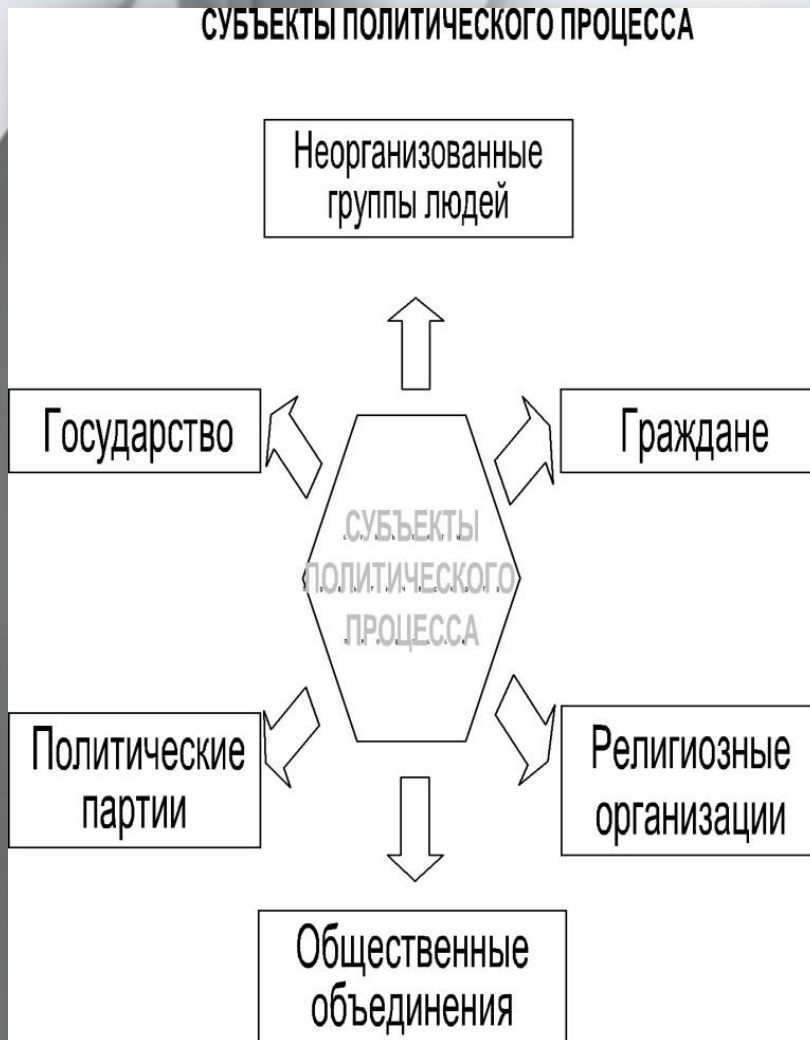 СУБЪЕКТЫ ПОЛИТИЧЕСКОГО ПРОЦЕССА
Неорганизованные
группы людей
Государство
Граждане
СУБЪЕКТЫ
ПОЛИТИЧЕСКОГО
ПРОЦЕССА
Политические
партии
Религиозные
организации
Общественные
объединения